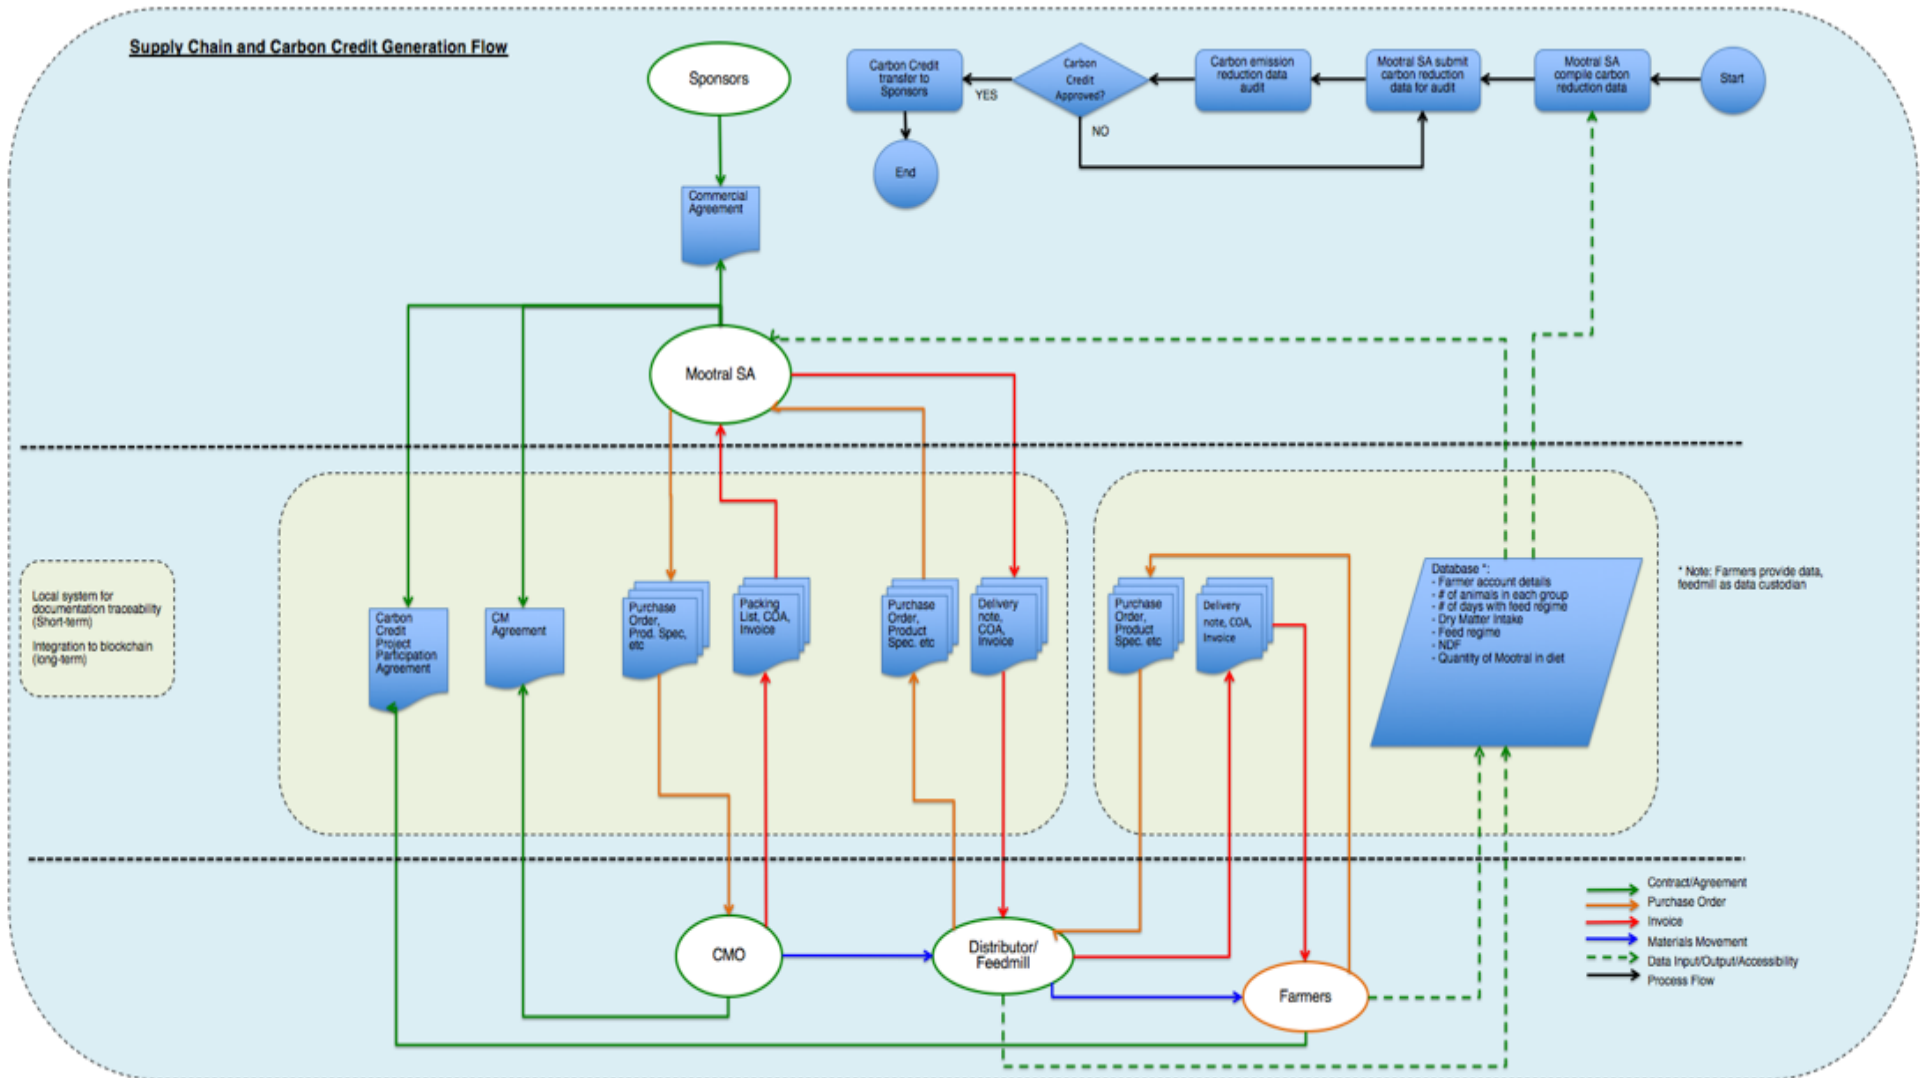 Supply Chain and Carbon Credit Generation Flow
Sponsors
Carbon Credit
transfer to
Sponsors
YES
Carbon
Credit
Approved?
NO
Carbon emission
reduction data
audit
Mootral SA submit
carbon reduction
data for audit
Mootral SA
compile carbon
reduction data
Start
End
Commercial
Agreement
Mootral SA
Local system for
documentation traceability
(Short-term)
Integration to blockchain
(long-term)
Carbon
Credit
Project
Participation
Agreement
CM
Agreement
Purchase
Order,
Prod. Spec,
etc
Packing
List, COA,
Invoice
Purchase
Order,
Product
Spec. etc
Delivery
note,
COA,
Invoice
Purchase
Order,
Product
Spec. etc
Delivery
note, COA,
Invoice
Database *:
- Farmer account details
- # of animals in each group
- # of days with feed regime
- Dry Matter Intake
- Feed regime
- NDF
- Quantity of Mootral in diet
* Note: Farmers provide data,
feedmill as data custodian
CMO
Distributor/
Feedmill
Farmers
Contract/Agreement
Purchase Order
Invoice
Materials Movement
Data Input/Output/Accessibility
Process Flow